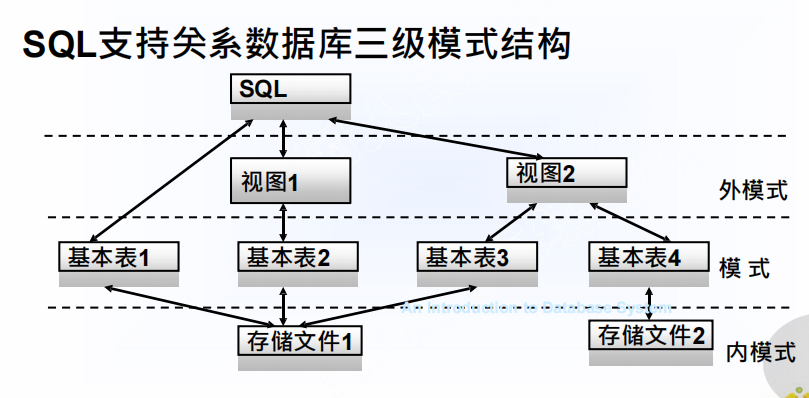 SQL支持关系数据库三级模式结构
SQL
视图1
视图2
外模式
基本表1
基本表2
基本表3
基本表4
模 式
An Introduction to Database System
存储文件1
存储文件2
内模式